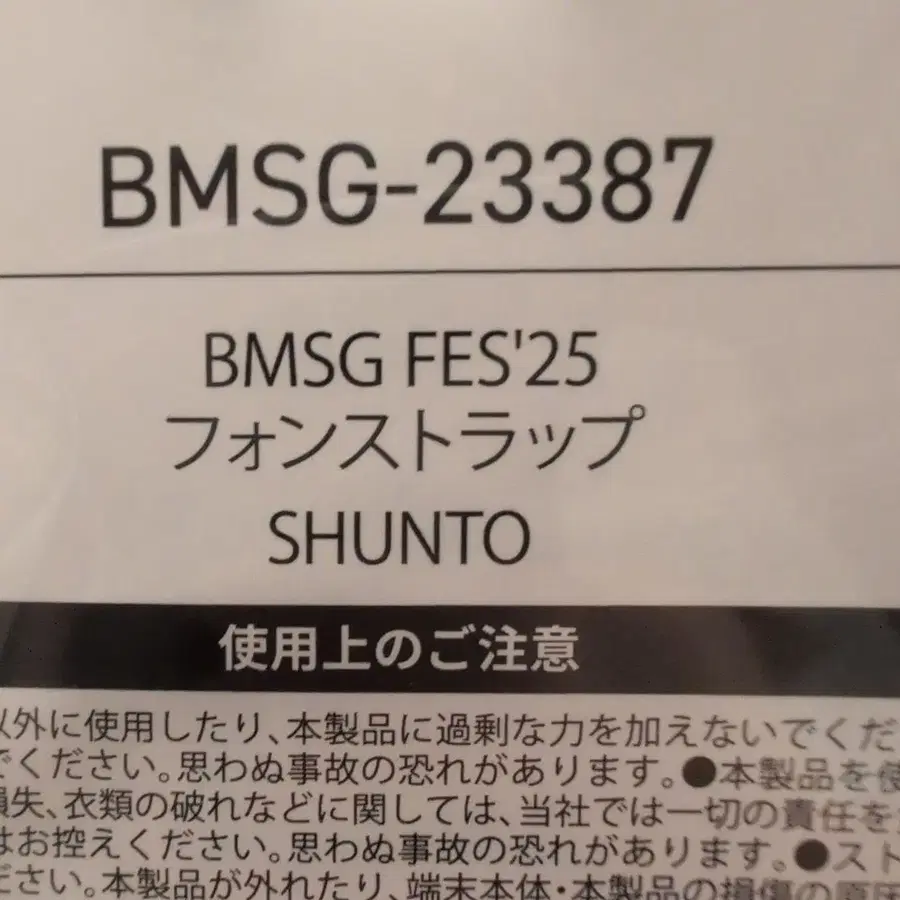 BMSG-23387
BMSG FES'25
フォンストラップ
SHUNTO
使用上のご注意
以外に使用したり、本製品に過剰な力を加えないでくだ
でください。思わぬ事故の恐れがあります。●本製品を使
損失、衣類の破れなどに関しては、当社では一切の責任を
はお控えください。思わぬ事故の恐れがあります。●スト
ださい。本製品が外れたり、端末本体・本製品の損傷の原因